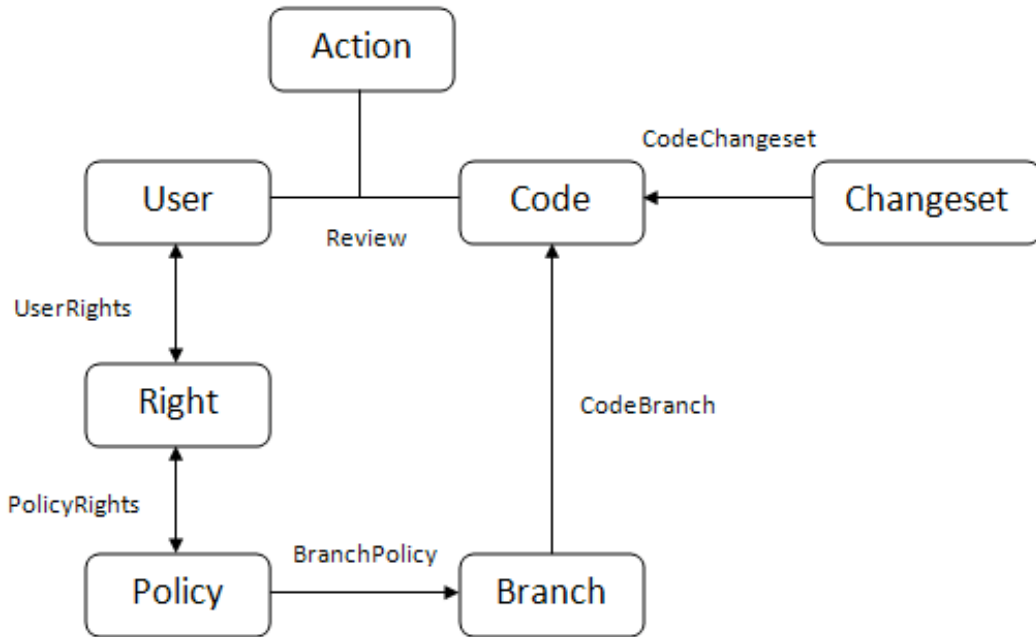 Action
CodeChangeset
User
Code
Changeset
Review
UserRights
Right
CodeBranch
PolicyRights
BranchPolicy
Policy
Branch